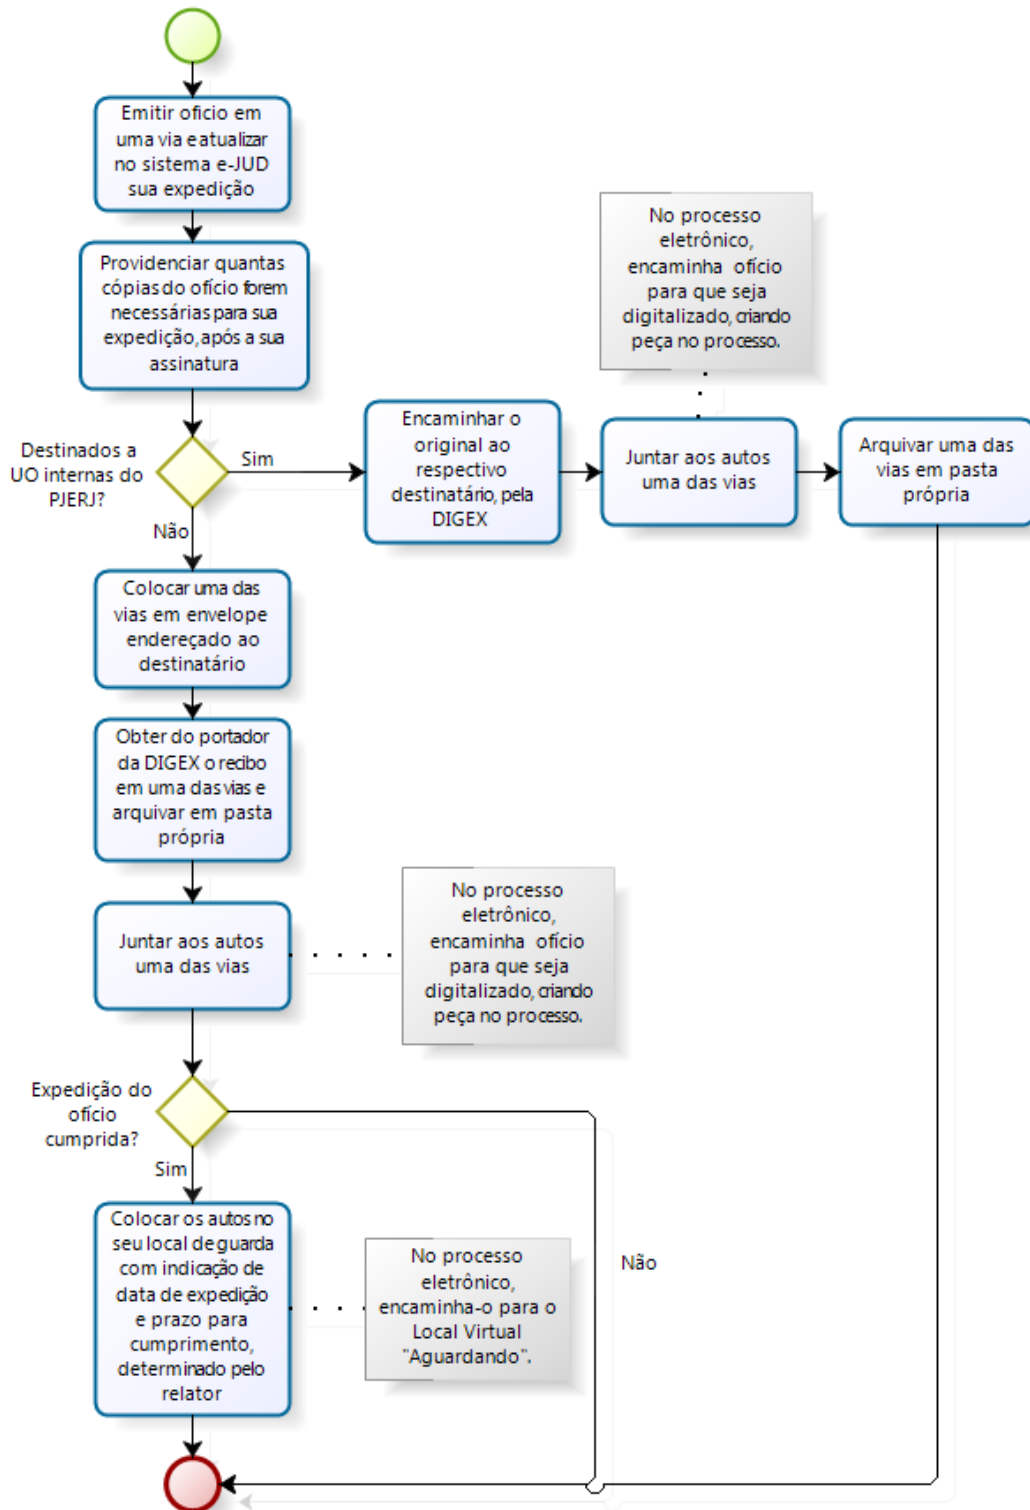 Emitir oficio em
uma via e atualizar
no sistema e-JUD
sua expedição
Providenciar quantas
cópias do ofício forem
necessárias para sua
expedição, após a sua
assinatura
No processo
eletrônico,
encaminha ofício
para que seja
digitalizado, criando
peça no processo.
Destinados a
UO internas do
PJERJ?
Sim
Não
Encaminhar o
original ao
respectivo
destinatário, pela
DIGEX
Juntar aos autos
uma das vias
Arquivar uma das
vias em pasta
própria
Colocar uma das
vias em envelope
endereçado ao
destinatário
Obter do portador
da DIGEX o recibo
em uma das vias e
arquivar em pasta
própria
Juntar aos autos
uma das vias
No processo
eletrônico,
encaminha ofício
para que seja
digitalizado, criando
peça no processo.
Expedição do
ofício
cumprida?
Sim
Não
Colocar os autos no
seu local de guarda
com indicação de
data de expedição
e prazo para
cumprimento,
determinado pelo
relator
No processo
eletrônico,
encaminha-o para o
Local Virtual
"Aguardando".